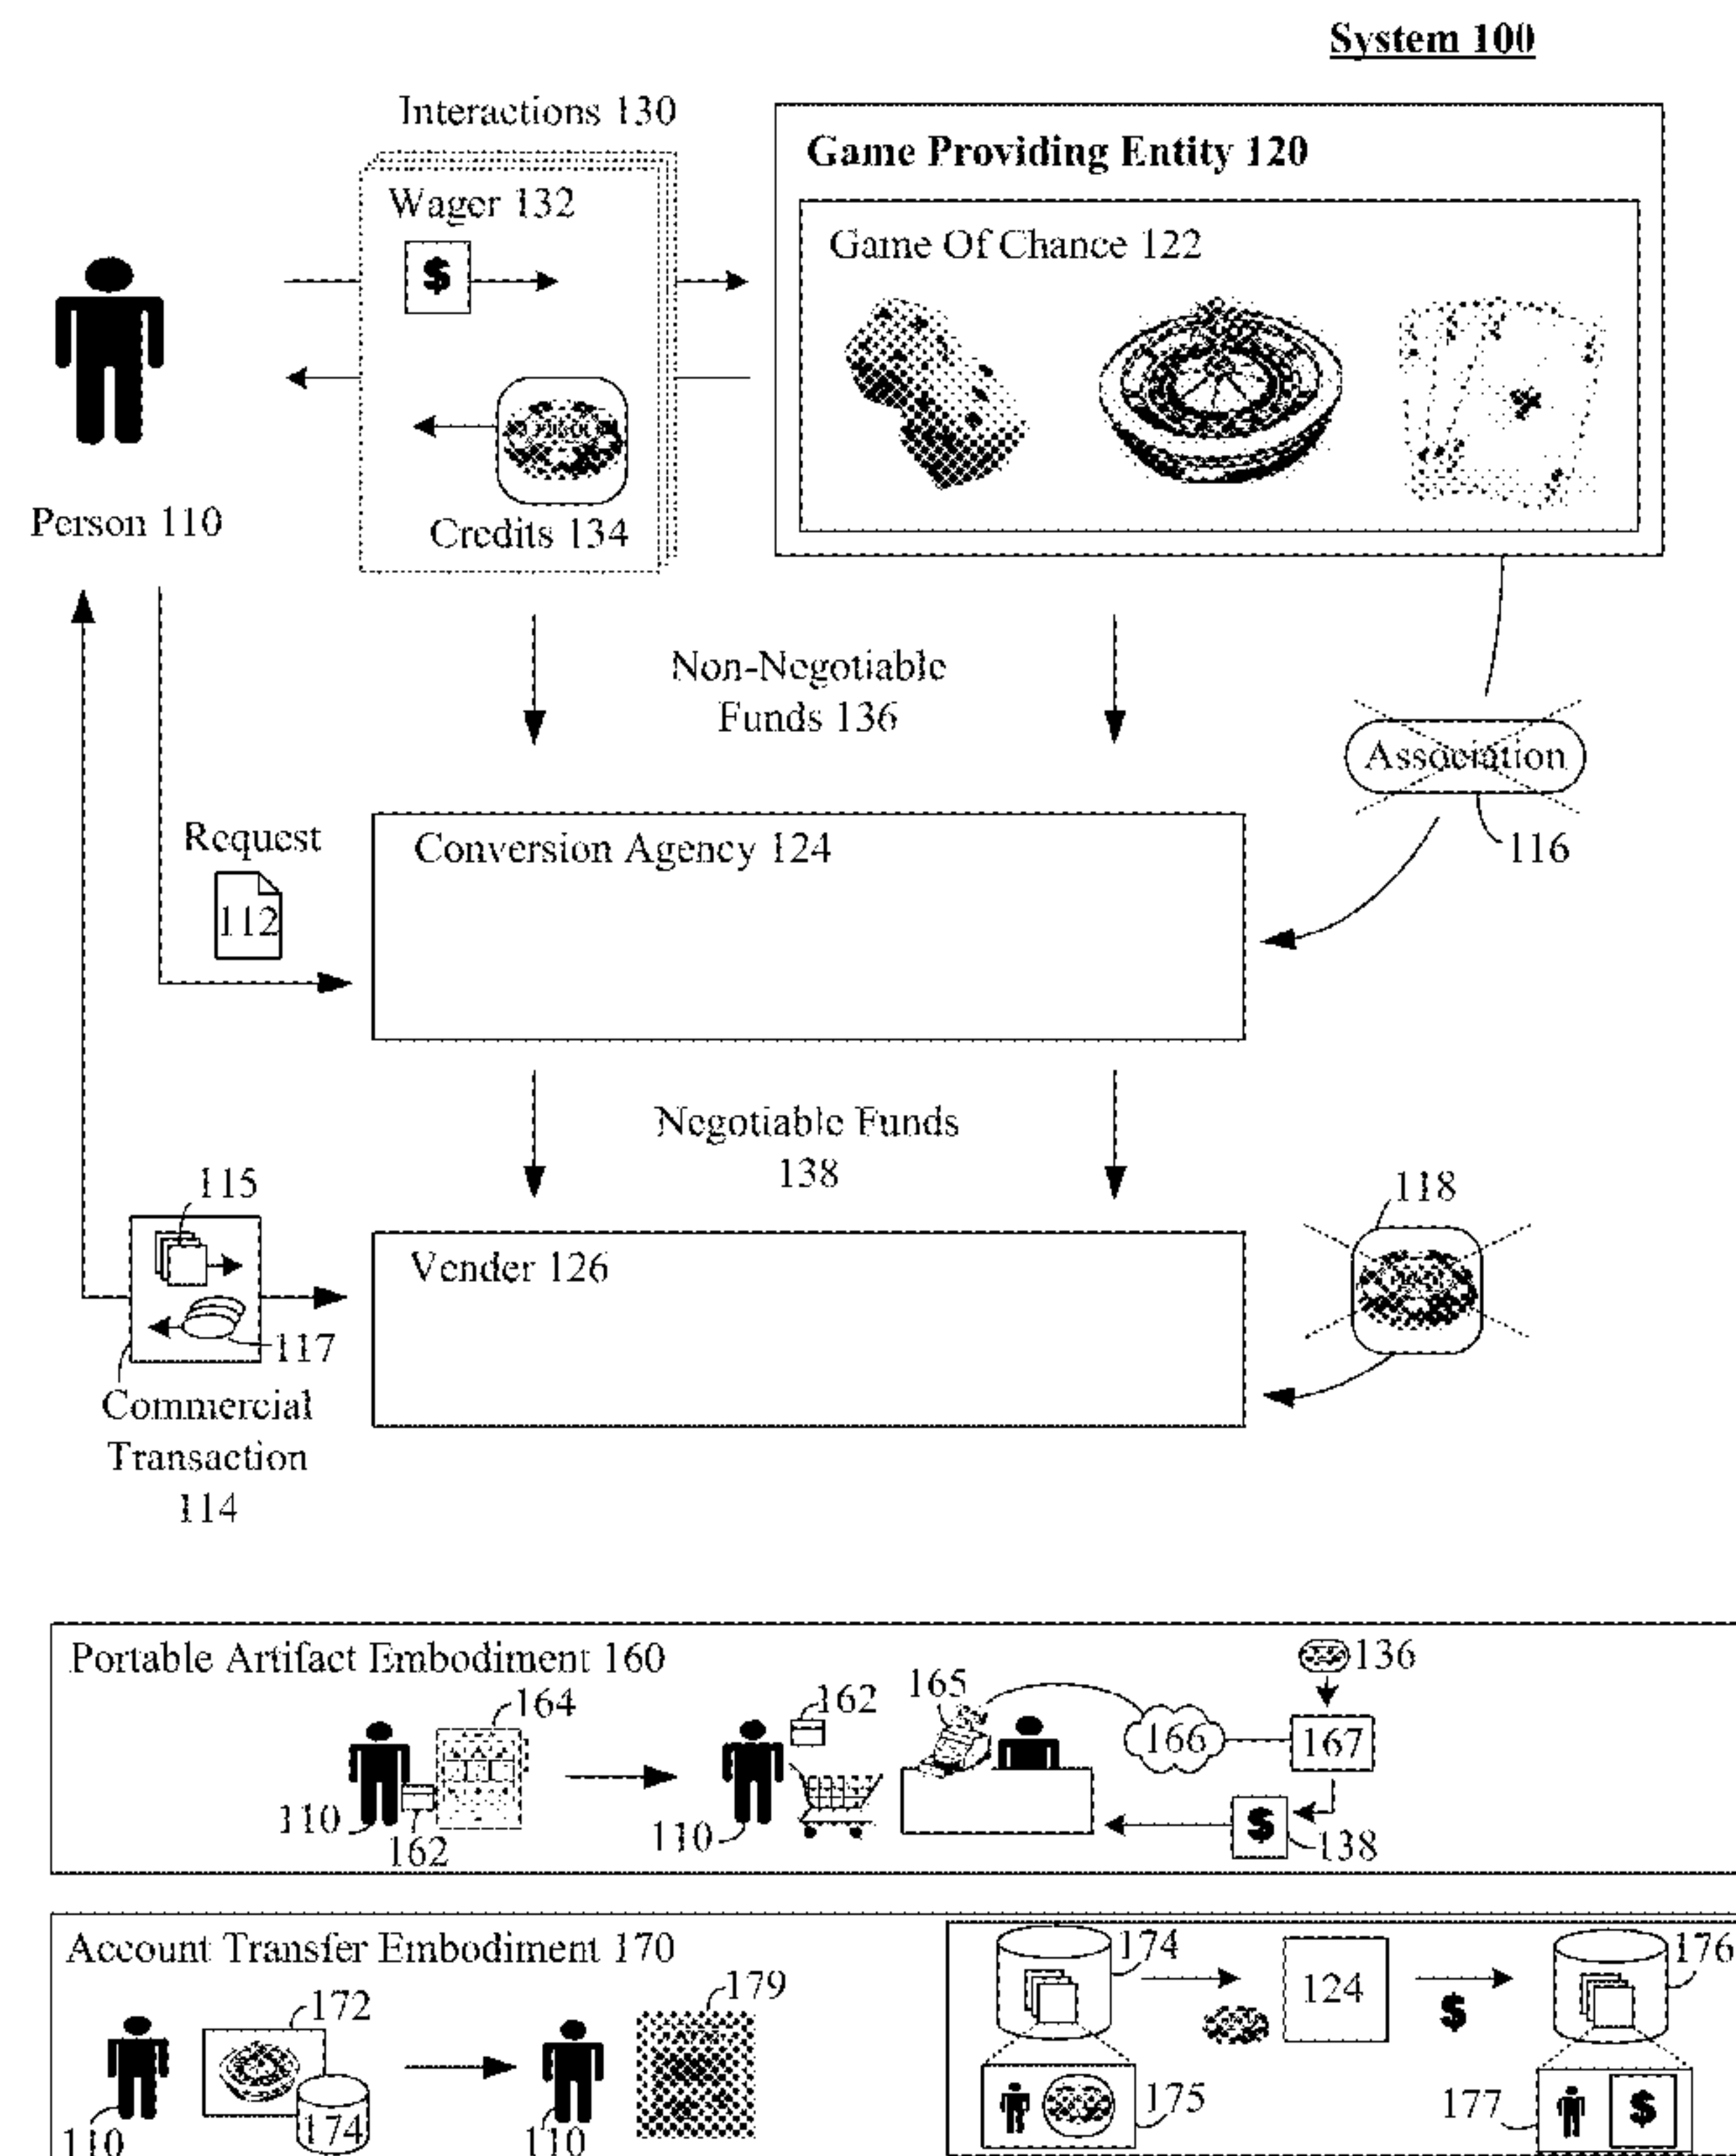 System 100
Interactions 130
Game Providing Entity 120
Wager 132
$
Game Of Chance 122
Credits 134
Person 110
Non-Negotiable
Funds 136
Association
116
Request
112
Conversion Agency 124
Negotiable Funds
138
115
117
Commercial
Transaction
114
Vender 126
118
Portable Artifact Embodiment 160
164
110
162
162
110
165
166
136
167
$
138
Account Transfer Embodiment 170
172
110
174
179
110
174
124
$
176
175
177
$